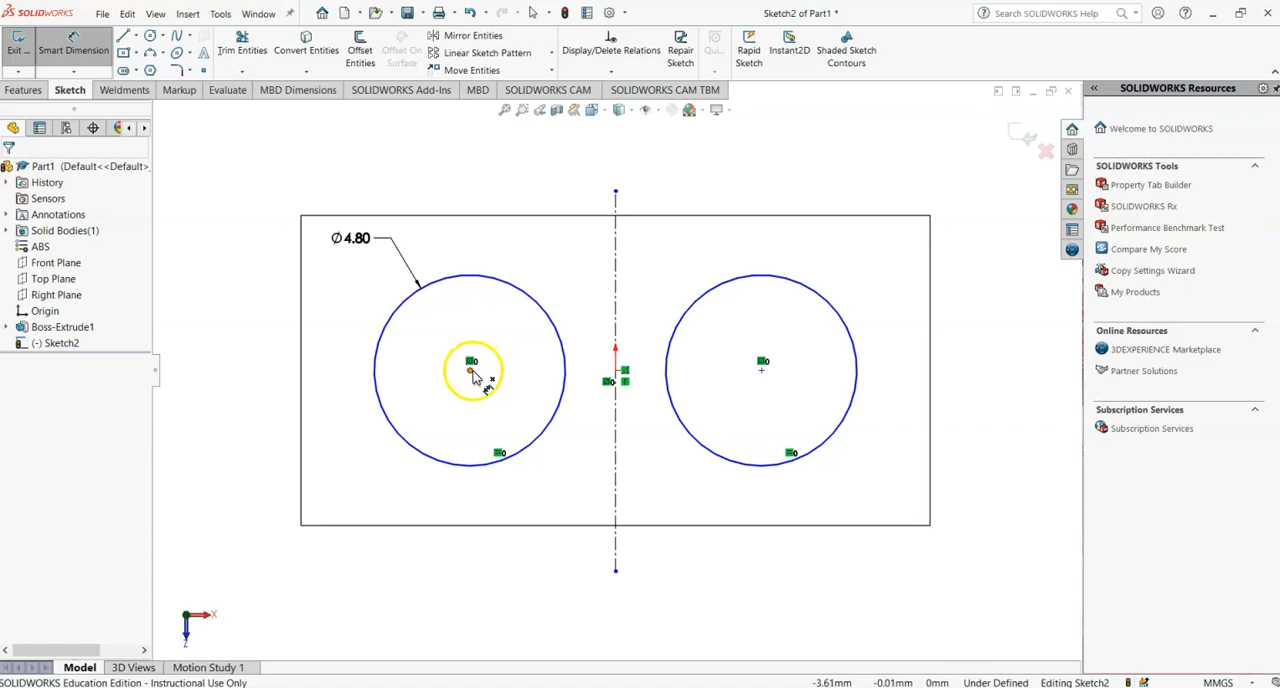 SOLIDWORKS File Edit View Insert Tools Window Sketch2 of Part1 * Search SOLIDWORKS Help
Exit ... Smart Dimension Trim Entities Convert Entities Offset Entities Offset On Surface Mirror Entities Linear Sketch Pattern Move Entities Display/Delete Relations Repair Sketch Qui... Rapid Sketch Instant2D Shaded Sketch Contours
Features Sketch Weldments Markup Evaluate MBD Dimensions SOLIDWORKS Add-Ins MBD SOLIDWORKS CAM SOLIDWORKS CAM TBM
SOLIDWORKS Resources
Part1 (Default<<Default>_
History
Sensors
Annotations
Solid Bodies(1)
ABS
Front Plane
Top Plane
Right Plane
Origin
Boss-Extrude1
(-) Sketch2
Ø4.80
0
0
0
0
0
X
Z
Welcome to SOLIDWORKS
SOLIDWORKS Tools
Property Tab Builder
SOLIDWORKS Rx
Performance Benchmark Test
Compare My Score
Copy Settings Wizard
My Products
Online Resources
3DEXPERIENCE Marketplace
Partner Solutions
Subscription Services
Subscription Services
Model 3D Views Motion Study 1
SOLIDWORKS Education Edition - Instructional Use Only -3.61mm -0.01mm 0mm Under Defined Editing Sketch2 MMGS